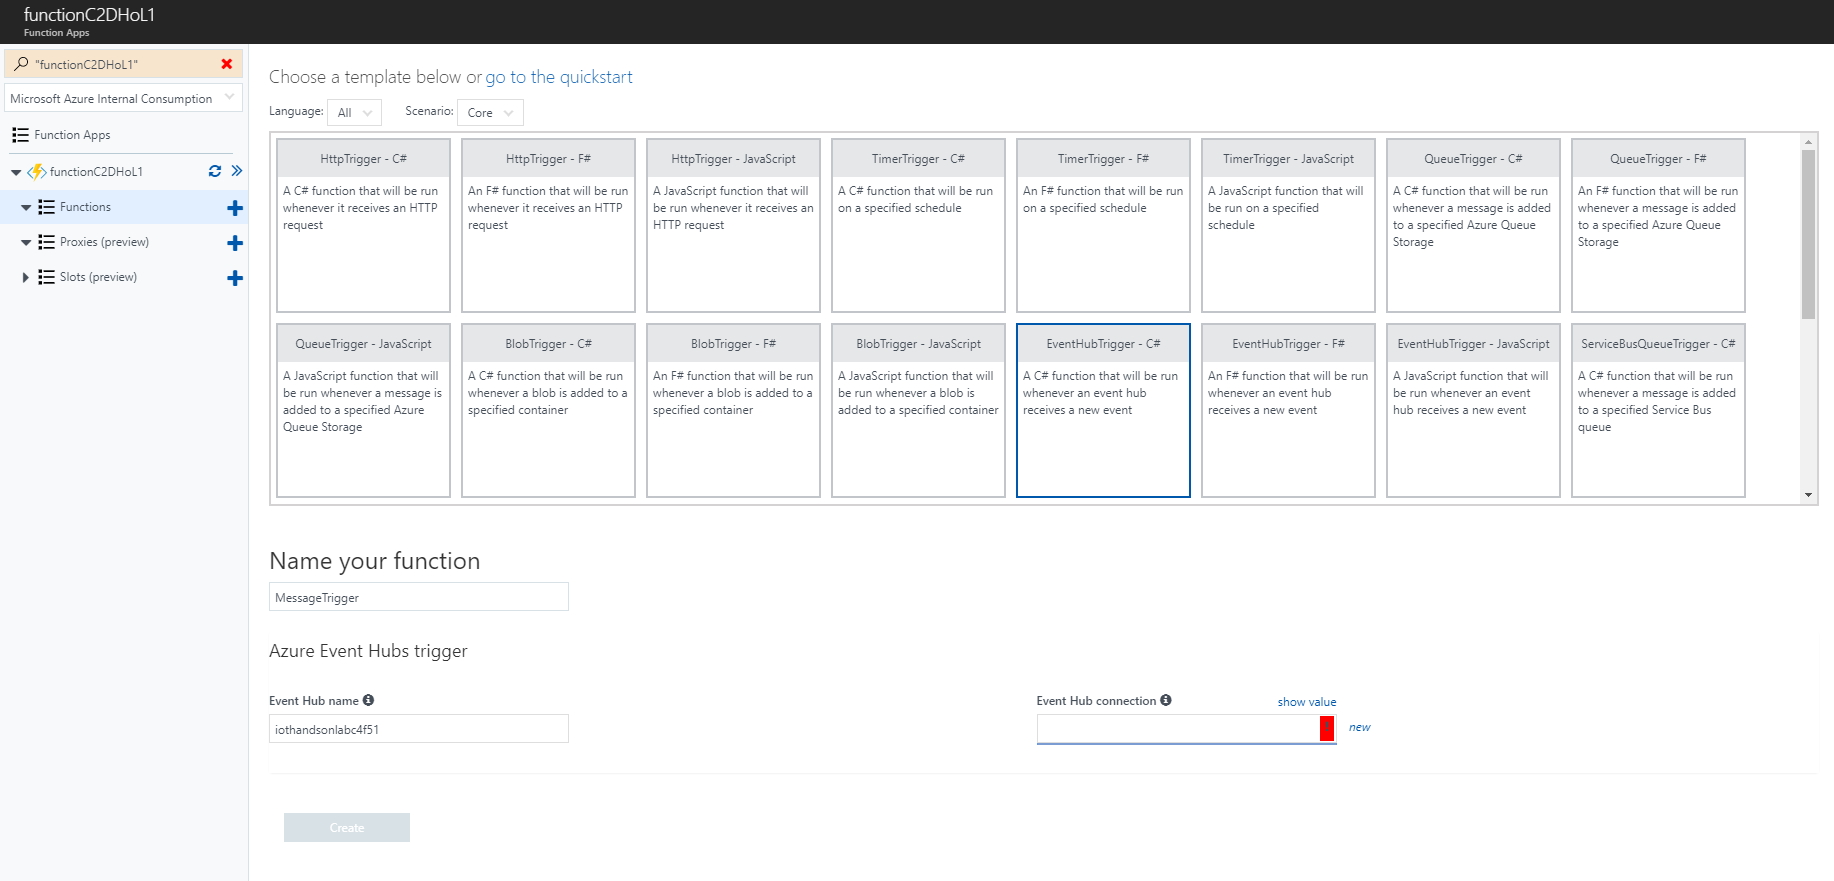 functionC2DHoL1
Function Apps
"functionC2DHoL1"
Microsoft Azure Internal Consumption
Function Apps
functionC2DHoL1
Functions
Proxies (preview)
Slots (preview)
Choose a template below or go to the quickstart
Language: All Scenario: Core
HttpTrigger - C#
A C# function that will be run
whenever it receives an HTTP
request
HttpTrigger - F#
An F# function that will be run
whenever it receives an HTTP
request
HttpTrigger - JavaScript
A JavaScript function that will
be run whenever it receives an
HTTP request
TimerTrigger - C#
A C# function that will be run
on a specified schedule
TimerTrigger - F#
An F# function that will be run
on a specified schedule
TimerTrigger - JavaScript
A JavaScript function that will
be run on a specified
schedule
QueueTrigger - C#
A C# function that will be run
whenever a message is added
to a specified Azure Queue
Storage
QueueTrigger - F#
An F# function that will be run
whenever a message is added
to a specified Azure Queue
Storage
QueueTrigger - JavaScript
A JavaScript function that will
be run whenever a message is
added to a specified Azure
Queue Storage
BlobTrigger - C#
A C# function that will be run
whenever a blob is added to a
specified container
BlobTrigger - F#
An F# function that will be run
whenever a blob is added to a
specified container
BlobTrigger - JavaScript
A JavaScript function that will
be run whenever a blob is
added to a specified container
EventHubTrigger - C#
A C# function that will be run
whenever an event hub
receives a new event
EventHubTrigger - F#
An F# function that will be run
whenever an event hub
receives a new event
EventHubTrigger - JavaScript
A JavaScript function that will
be run whenever an event
hub receives a new event
ServiceBusQueueTrigger - C#
A C# function that will be run
whenever a message is added
to a specified Service Bus
queue
Name your function
MessageTrigger
Azure Event Hubs trigger
Event Hub name
iothandsonlabc4f51
Event Hub connection
show value
new
Create